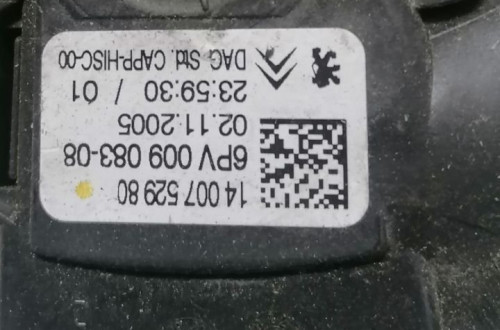 14 007 529 80
6PV 009 083-08
02.11.2005
23:59:30 / 01
DAG Std. CAPP-HISC-00